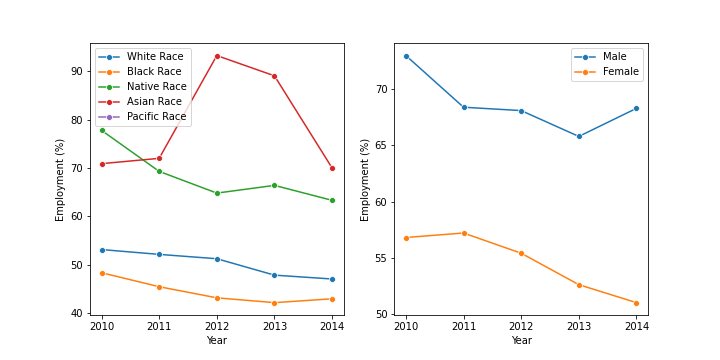 White Race
Black Race
Native Race
Asian Race
Pacific Race
90
80
70
60
50
40
Employment (%)
2010 2011 2012 2013 2014
Year
Male
Female
70
65
60
55
50
Employment (%)
2010 2011 2012 2013 2014
Year